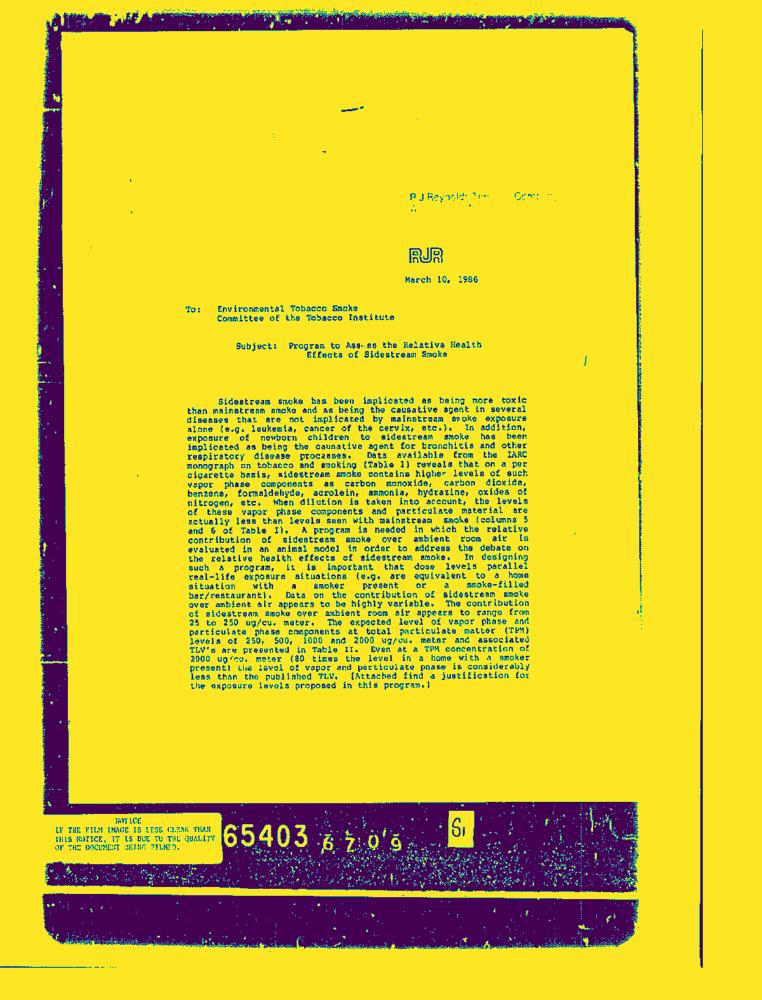 RJ Reynolds
RJR
March 10, 1986
To: Environmental Tobacco Smoke
Committee of the Tobacco Institute
Subject: Program to Assess the Relative Health
Effects of Sidestream Smoke
Sidestream smoke has been implicated as being more toxic
than mainstream smoke and as being the causative agent in several
diseases that are not implicated by mainstream smoke exposure
alone (e.g. leukemia, cancer of the cervix, etc.). In addition,
exposure of newborn children to sidestream smoke has been
implicated as being the causative agent for bronchitis and other
respiratory disease processes. Data available from the IARC
monograph on tobacco and smoking (Table I) reveals that on a per
cigarette basis, sidestream smoke contains higher levels of such
vapor phase components as carbon monoxide, carbon dioxide,
benzene, formaldehyde, acrolein, ammonia, hydrazine, oxides of
nitrogen, etc. When dilution is taken into account, the levels
of these vapor phase components and particulate material are
actually less than levels seen with mainstream smoke (columns 5
and 6 of Table I). A program is needed in which the relative
contribution of sidestream smoke over ambient room air is
evaluated in an animal model in order to address the debate on
the relative health effects of sidestream smoke. In designing
such a program, it is important that dose levels parallel
real-life exposure situations (e.g. are equivalent to a home
situation with a smoker present or a smoke-filled
bar/restaurant). Data on the contribution of sidestream smoke
over ambient air appears to be highly variable. The contribution
of sidestream smoke over ambient room air appears to range from
25 to 250 ug/cu. meter. The expected level of vapor phase and
particulate phase components at total particulate matter (TPM)
levels of 250, 500, 1000 and 2000 ug/cu. meter and associated
TLV's are presented in Table II. Even at a TPM concentration of
2000 ug/cu. meter (80 times the level in a home with a smoker
present) the level of vapor and particulate phase is considerably
less than the published TLV. [Attached find a justification for
the exposure levels proposed in this program.]
NOTICE
IF THE FILM IMAGE IS LESS CLEAR THAN
THIS NOTICE, IT IS DUE TO THE QUALITY
OF THE DOCUMENT BEING FILMED.
65403 6709